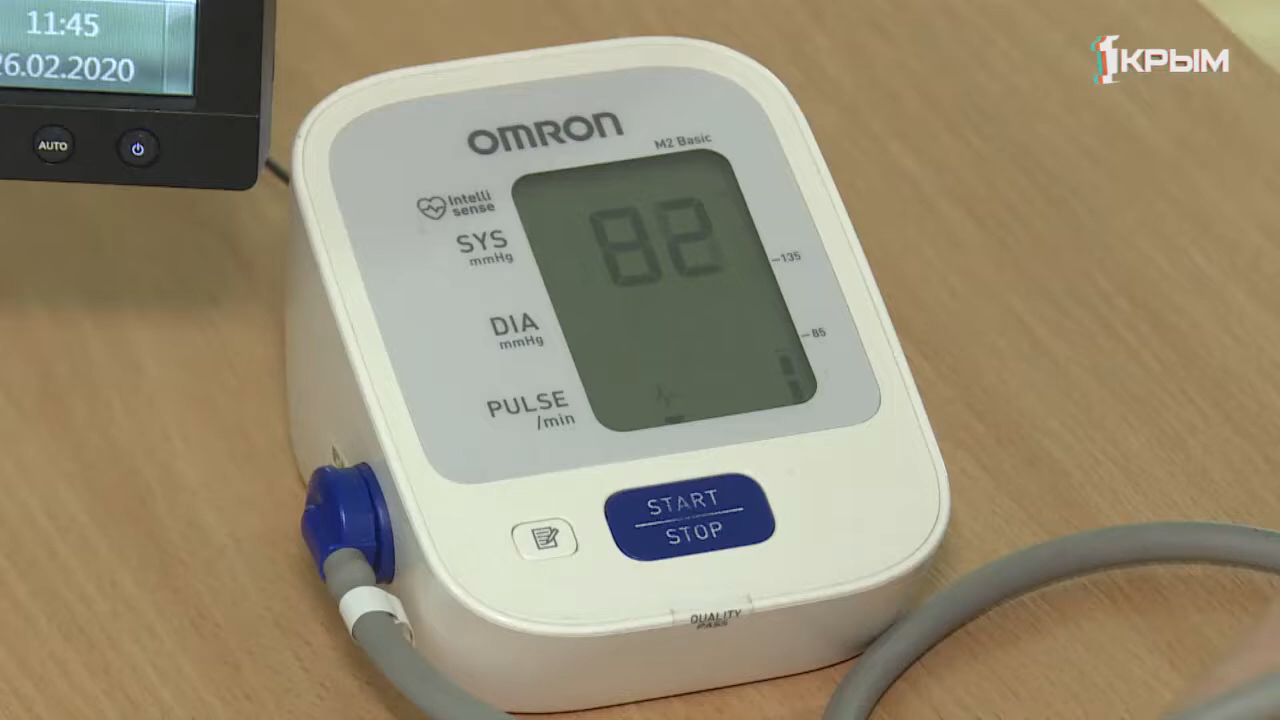 11:45
26.02.2020
AUTO
1КРЫМ
OMRON
M2 Basic
Intelli
sense
SYS
mmHg
82
-135
DIA
mmHg
-85
PULSE
/min
START
STOP
QUALITY
PASS